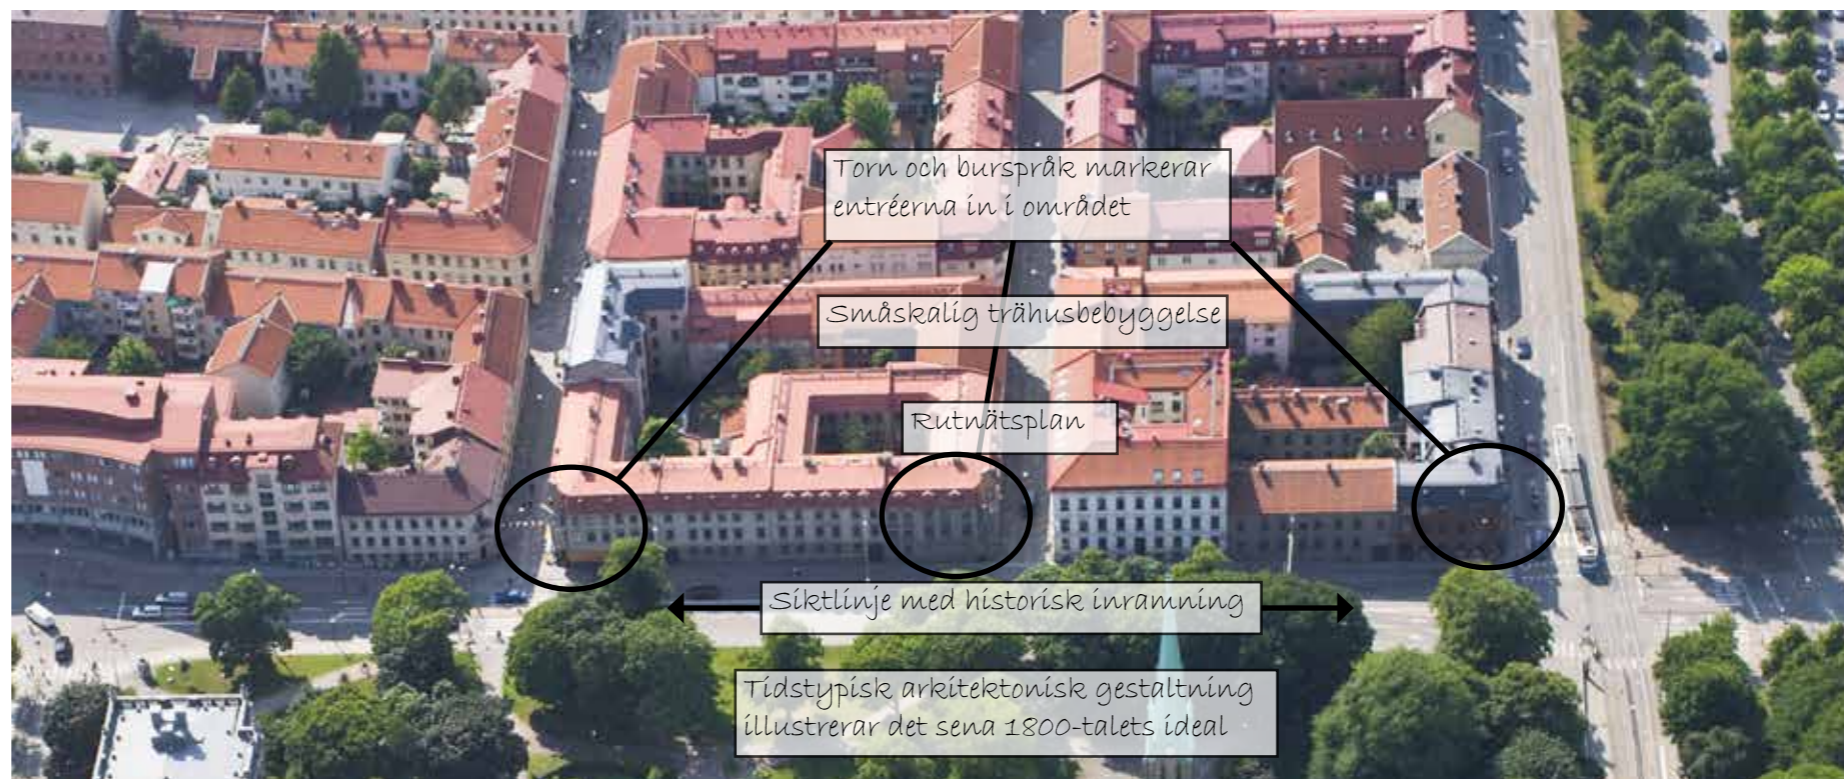 Torn och burspråk markerar
entréerna in i området
Småskalig trähusbebyggelse
Rutnätsplan
Siktlinje med historisk inramning
Tidstypisk arkitektonisk gestaltning
illustrerar det sena 1800-talets ideal